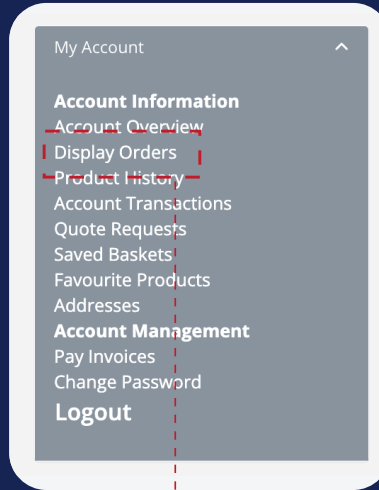 My Account
Account Information
Account Overview
Display Orders
Product History
Account Transactions
Quote Requests
Saved Baskets
Favourite Products
Addresses
Account Management
Pay Invoices
Change Password
Logout